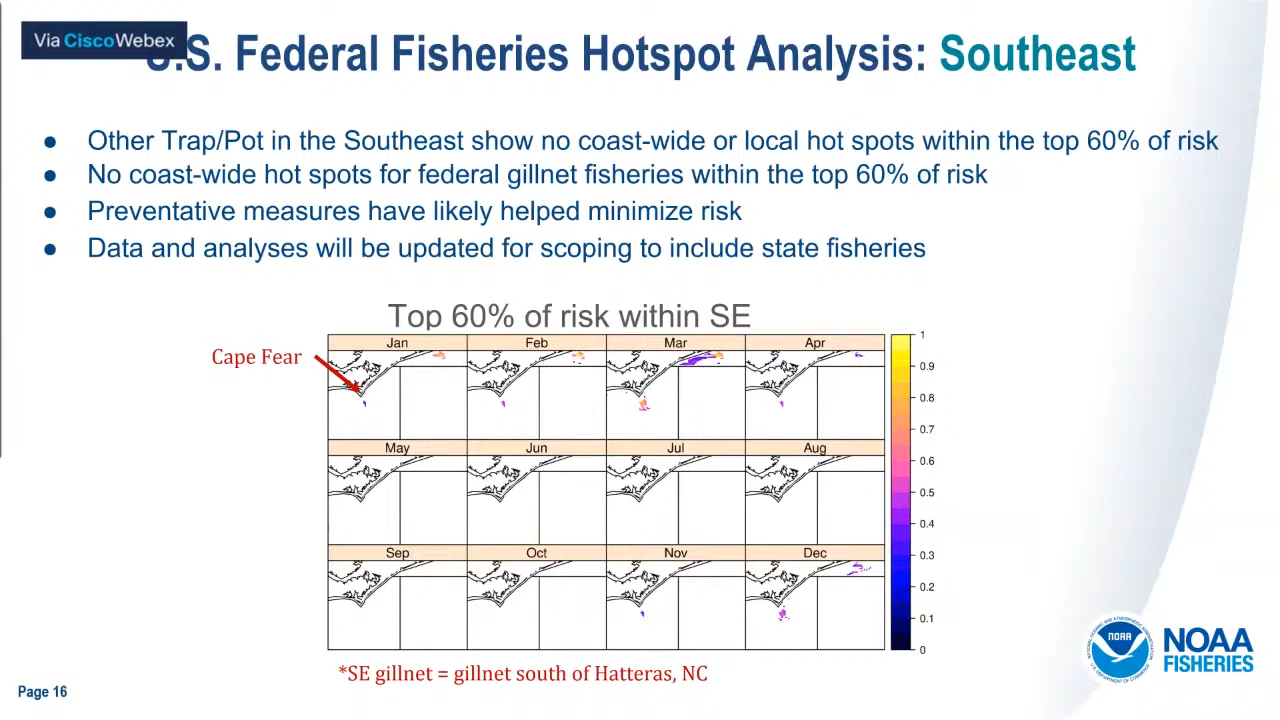 Via Cisco Webex
U.S. Federal Fisheries Hotspot Analysis: Southeast
● Other Trap/Pot in the Southeast show no coast-wide or local hot spots within the top 60% of risk
● No coast-wide hot spots for federal gillnet fisheries within the top 60% of risk
● Preventative measures have likely helped minimize risk
● Data and analyses will be updated for scoping to include state fisheries
Top 60% of risk within SE
Cape Fear
Jan Feb Mar Apr
May Jun Jul Aug
Sep Oct Nov Dec
1
0.9
0.8
0.7
0.6
0.5
0.4
0.3
0.2
0.1
0
*SE gillnet = gillnet south of Hatteras, NC
NOAA
NOAA
FISHERIES
Page 16